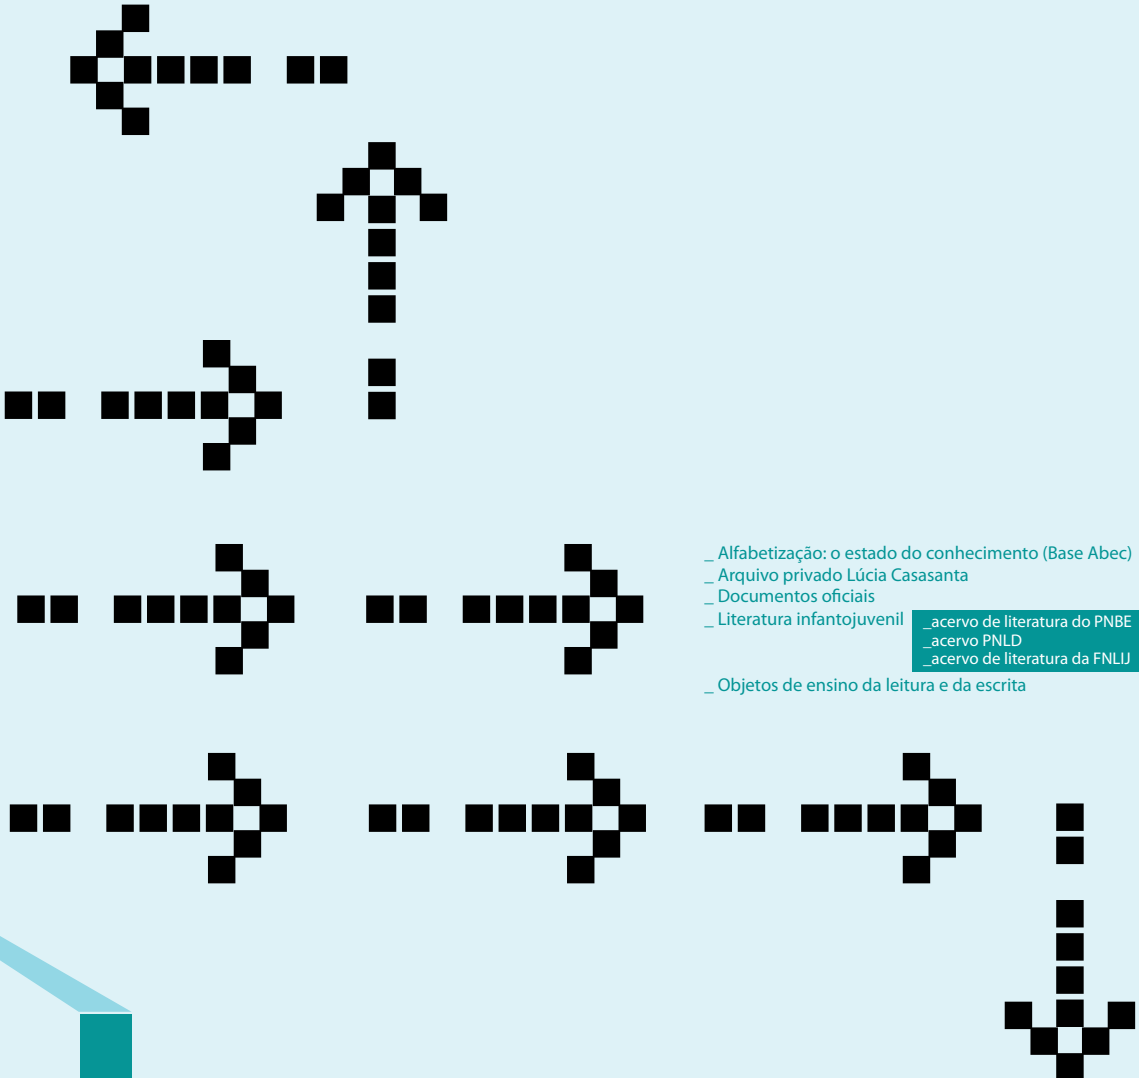 _ Alfabetização: o estado do conhecimento (Base Abec)
_ Arquivo privado Lúcia Casasanta
_ Documentos oficiais
_ Literatura infantojuvenil
_acervo de literatura do PNBE
_acervo PNLD
_acervo de literatura da FNLIJ
_ Objetos de ensino da leitura e da escrita